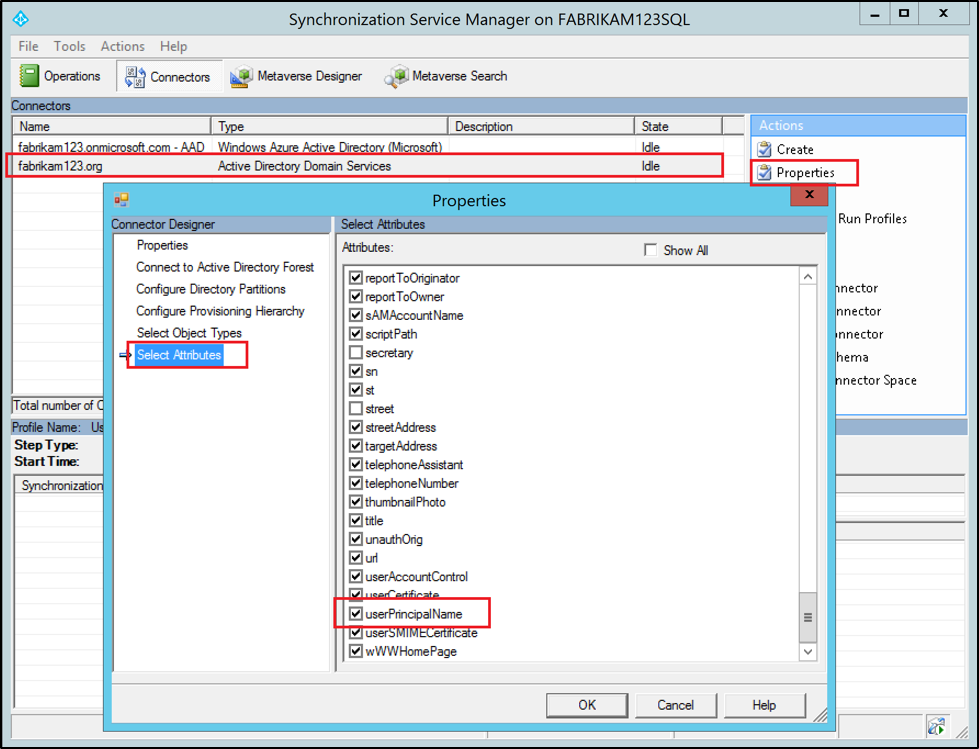 Synchronization Service Manager on FABRIKAM123SQL
File Tools Actions Help
Operations Connectors Metaverse Designer Metaverse Search
Connectors
Name Type Description State
fabrikam123.onmicrosoft.com - AAD Windows Azure Active Directory (Microsoft) Idle
fabrikam123.org Active Directory Domain Services Idle
Actions
Create
Properties
Run Profiles
nnector
nnector
onnector
hema
nnector Space
Total number of C
Profile Name: Us
Step Type:
Start Time:
Synchronization
Properties
x
Connector Designer
Properties
Connect to Active Directory Forest
Configure Directory Partitions
Configure Provisioning Hierarchy
Select Object Types
Select Attributes
Select Attributes
Attributes: Show All
reportToOriginator
reportToOwner
sAMAccountName
scriptPath
secretary
sn
st
street
streetAddress
targetAddress
telephoneAssistant
telephoneNumber
thumbnailPhoto
title
unauthOrig
url
userAccountControl
userCertificate
userPrincipalName
userSMIMECertificate
wWWHomePage
OK Cancel Help